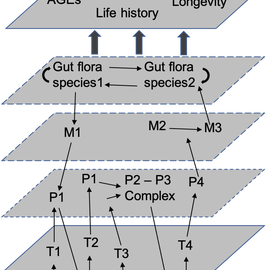 AGEs Longevity
Life history
Gut flora Gut flora
species1 species2
M1 M2 M3
P1 P2 – P3 P4
P1 Complex
T1 T2 T3 T4